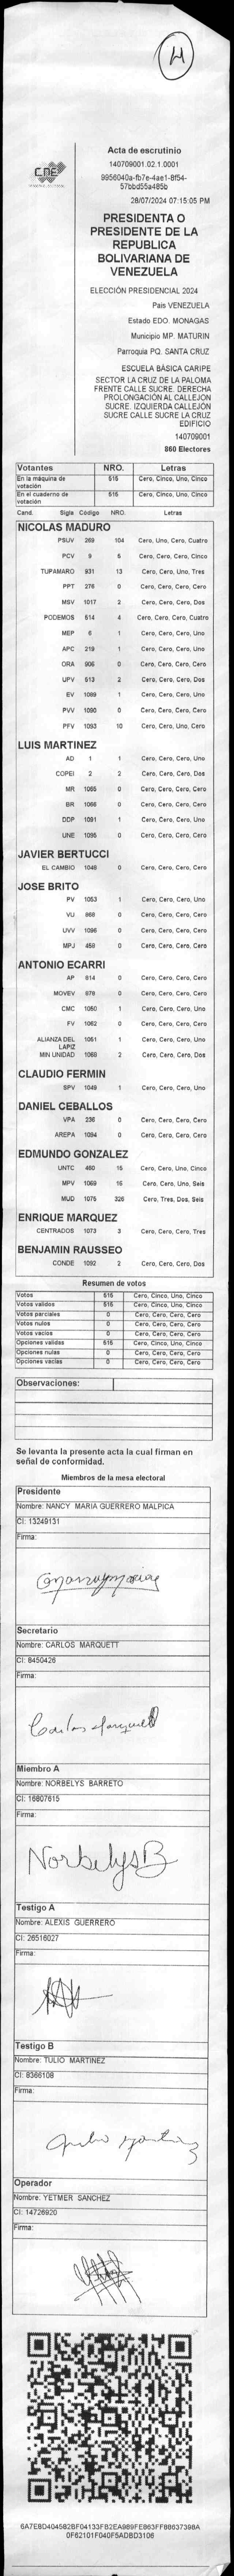 H
CNE
Acta de escrutinio
140709001.02.1.0001
9956040a-fb7e-4ae1-8f54-
57bbd55a485b
28/07/2024 07:15:05 PM
PRESIDENTA O
PRESIDENTE DE LA
REPUBLICA
BOLIVARIANA DE
VENEZUELA
ELECCIÓN PRESIDENCIAL 2024
Pais VENEZUELA
Estado EDO. MONAGAS
Municipio MP. MATURIN
Parroquia PQ. SANTA CRUZ
ESCUELA BÁSICA CARIPE
SECTOR LA CRUZ DE LA PALOMA
FRENTE CALLE SUCRE. DERECHA
PROLONGACIÓN AL CALLEJON
SUCRE. IZQUIERDA CALLEJÓN
SUCRE CALLE SUCRE LA CRUZ
EDIFICIO
140709001
860 Electores
Votantes NRO. Letras
En la máquina de votación 515 Cero, Cinco, Uno, Cinco
En el cuaderno de votación 515 Cero, Cinco, Uno, Cinco
Cand. Sigla Código NRO. Letras
NICOLAS MADURO
PSUV 269 104 Cero, Uno, Cero, Cuatro
PCV 9 5 Cero, Cero, Cero, Cinco
TUPAMARO 931 13 Cero, Cero, Uno, Tres
PPT 276 0 Cero, Cero, Cero, Cero
MSV 1017 2 Cero, Cero, Cero, Dos
PODEMOS 514 4 Cero, Cero, Cero, Cuatro
MEP 6 1 Cero, Cero, Cero, Uno
APC 219 1 Cero, Cero, Cero, Uno
ORA 906 0 Cero, Cero, Cero, Cero
UPV 513 2 Cero, Cero, Cero, Dos
EV 1089 1 Cero, Cero, Cero, Uno
PVV 1090 0 Cero, Cero, Cero, Cero
PFV 1093 10 Cero, Cero, Uno, Cero
LUIS MARTINEZ
AD 1 1 Cero, Cero, Cero, Uno
COPEI 2 2 Cero, Cero, Cero, Dos
MR 1065 0 Cero, Cero, Cero, Cero
BR 1066 0 Cero, Cero, Cero, Cero
DDP 1091 1 Cero, Cero, Cero, Uno
UNE 1095 0 Cero, Cero, Cero, Cero
JAVIER BERTUCCI
EL CAMBIO 1046 0 Cero, Cero, Cero, Cero
JOSE BRITO
PV 1053 1 Cero, Cero, Cero, Uno
VU 868 0 Cero, Cero, Cero, Cero
UVV 1096 0 Cero, Cero, Cero, Cero
MPJ 458 0 Cero, Cero, Cero, Cero
ANTONIO ECARRI
AP 914 0 Cero, Cero, Cero, Cero
MOVEV 978 0 Cero, Cero, Cero, Cero
CMC 1050 1 Cero, Cero, Cero, Uno
FV 1062 0 Cero, Cero, Cero, Cero
ALIANZA DEL LAPIZ 1051 1 Cero, Cero, Cero, Uno
MIN UNIDAD 1068 2 Cero, Cero, Cero, Dos
CLAUDIO FERMIN
SPV 1049 1 Cero, Cero, Cero, Uno
DANIEL CEBALLOS
VPA 236 0 Cero, Cero, Cero, Cero
AREPA 1094 0 Cero, Cero, Cero, Cero
EDMUNDO GONZALEZ
UNTC 460 15 Cero, Cero, Uno, Cinco
MPV 1069 16 Cero, Cero, Uno, Seis
MUD 1075 326 Cero, Tres, Dos, Seis
ENRIQUE MARQUEZ
CENTRADOS 1073 3 Cero, Cero, Cero, Tres
BENJAMIN RAUSSEO
CONDE 1092 2 Cero, Cero, Cero, Dos
Resumen de votos
Votos 515 Cero, Cinco, Uno, Cinco
Votos validos 515 Cero, Cinco, Uno, Cinco
Votos parciales 0 Cero, Cero, Cero, Cero
Votos nulos 0 Cero, Cero, Cero, Cero
Votos vacios 0 Cero, Cero, Cero, Cero
Opciones validas 515 Cero, Cinco, Uno, Cinco
Opciones nulas 0 Cero, Cero, Cero, Cero
Opciones vacias 0 Cero, Cero, Cero, Cero
Observaciones:
Se levanta la presente acta la cual firman en
señal de conformidad.
Miembros de la mesa electoral
Presidente
Nombre: NANCY MARIA GUERRERO MALPICA
CI: 13249131
Firma:
Secretario
Nombre: CARLOS MARQUETT
CI: 8450426
Firma:
Carlos Marquett
Miembro A
Nombre: NORBELYS BARRETO
CI: 16807615
Firma:
Norbelys B
Testigo A
Nombre: ALEXIS GUERRERO
CI: 26516027
Firma:
Testigo B
Nombre: TULIO MARTINEZ
CI: 8366108
Firma:
Operador
Nombre: YETMER SANCHEZ
CI: 14726920
Firma:
6A7E8D404582BF04133FB2EA989FE863FF88637398A
0F62101F040F5ADBD3106